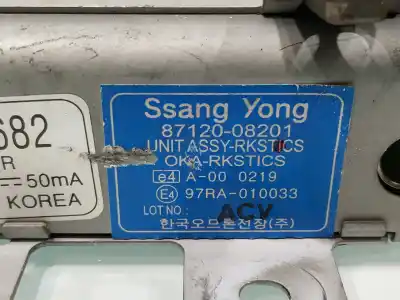 682
R
50mA
KOREA
Ssang Yong
87120-08201
UNIT ASSY-RKSTICS
OKA-RKSTICS
e4 A-00 0219
E4 97RA-010033
LOT NO: ACV
한국오므론전장(주)